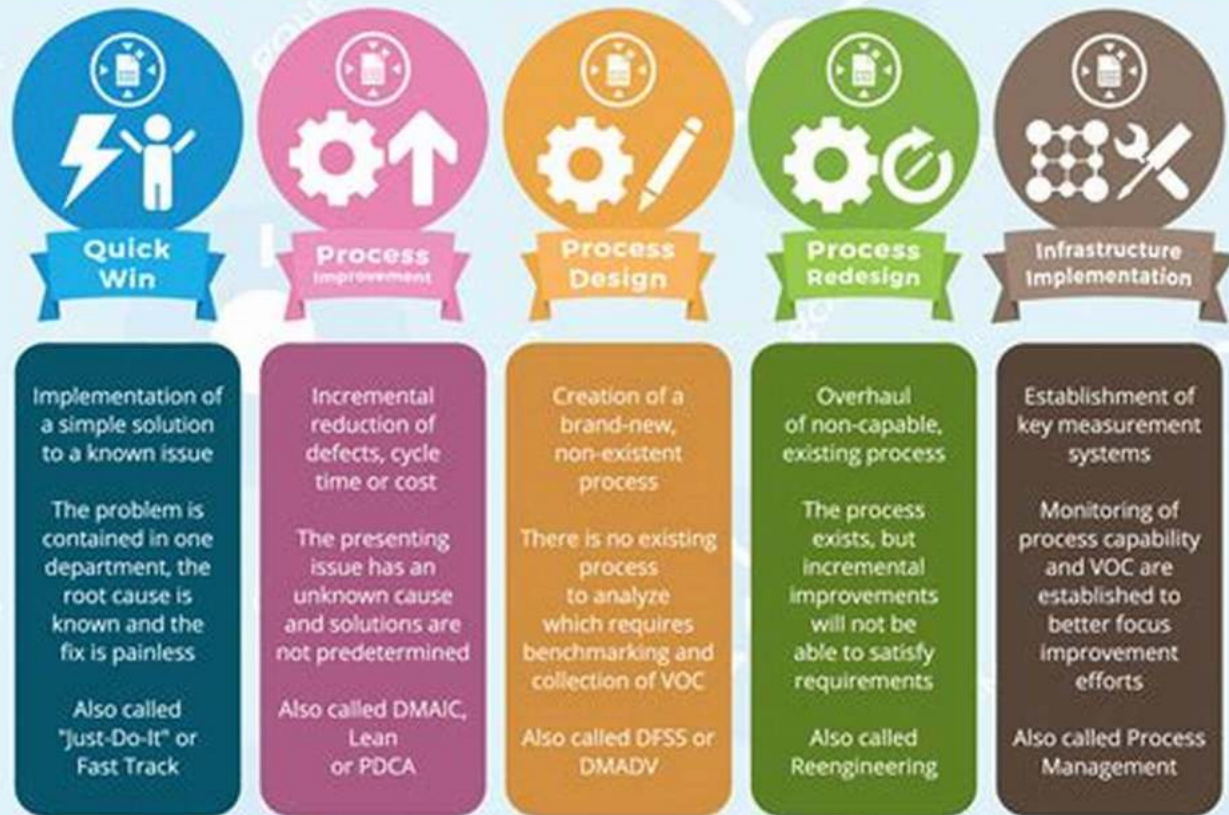 Quick
Win
Process
Improvement
Process
Design
Process
Redesign
Infrastructure
Implementation
Implementation of
a simple solution
to a known issue
The problem is
contained in one
department, the
root cause is
known and the
fix is painless
Also called
"Just-Do-It" or
Fast Track
Incremental
reduction of
defects, cycle
time or cost
The presenting
issue has an
unknown cause
and solutions are
not predetermined
Also called DMAIC,
Lean
or PDCA
Creation of a
brand-new,
non-existent
process
There is no existing
process
to analyze
which requires
benchmarking and
collection of VOC
Also called DFSS or
DMADV
Overhaul
of non-capable,
existing process
The process
exists, but
incremental
improvements
will not be
able to satisfy
requirements
Also called
Reengineering
Establishment of
key measurement
systems
Monitoring of
process capability
and VOC are
established to
better focus
improvement
efforts
Also called Process
Management